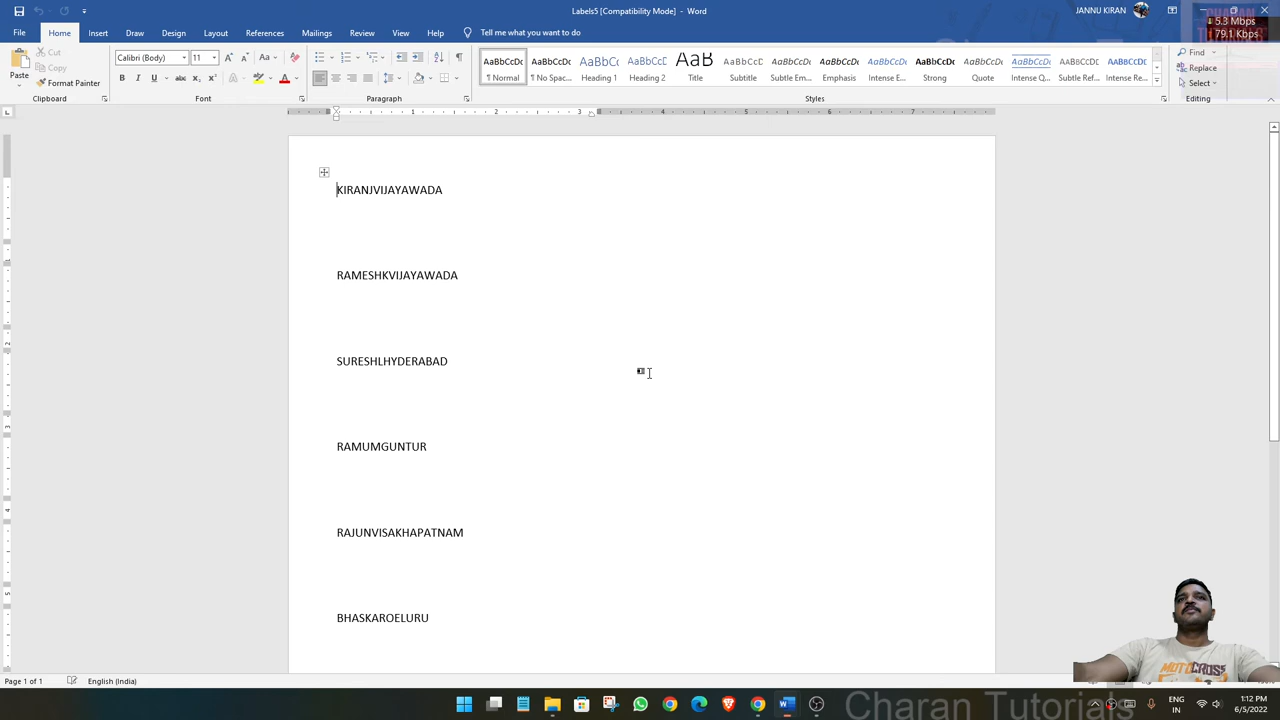 Labels5 [Compatibility Mode] - Word
JANNU KIRAN
5.3 Mbps
79.1 Kbps
File Home Insert Draw Design Layout References Mailings Review View Help Tell me what you want to do
Cut
Copy
Paste
Format Painter
Calibri (Body) 11
AaBbCcDc AaBbCcDc AaBbC AaBbCcD AaB AaBbCcD AaBbCcDc AaBbCcDc AaBbCcDc AaBbCcDc AaBbCcDc AaBbCcDc AaBbCcDc AABBCCDC
¶ Normal ¶ No Spac... Heading 1 Heading 2 Title Subtitle Subtle Em... Emphasis Intense E... Strong Quote Intense Q... Subtle Ref... Intense Re...
Find
Replace
Select
Clipboard Font Paragraph Styles Editing
KIRANJVIJAYAWADA
RAMESHKVIJAYAWADA
SURESHLHYDERABAD
RAMUMGUNTUR
RAJUNVISAKHAPATNAM
BHASKAROELURU
MOTOCROSS
Page 1 of 1 English (India)
Charan Tutorials
ENG
IN
1:12 PM
6/5/2022